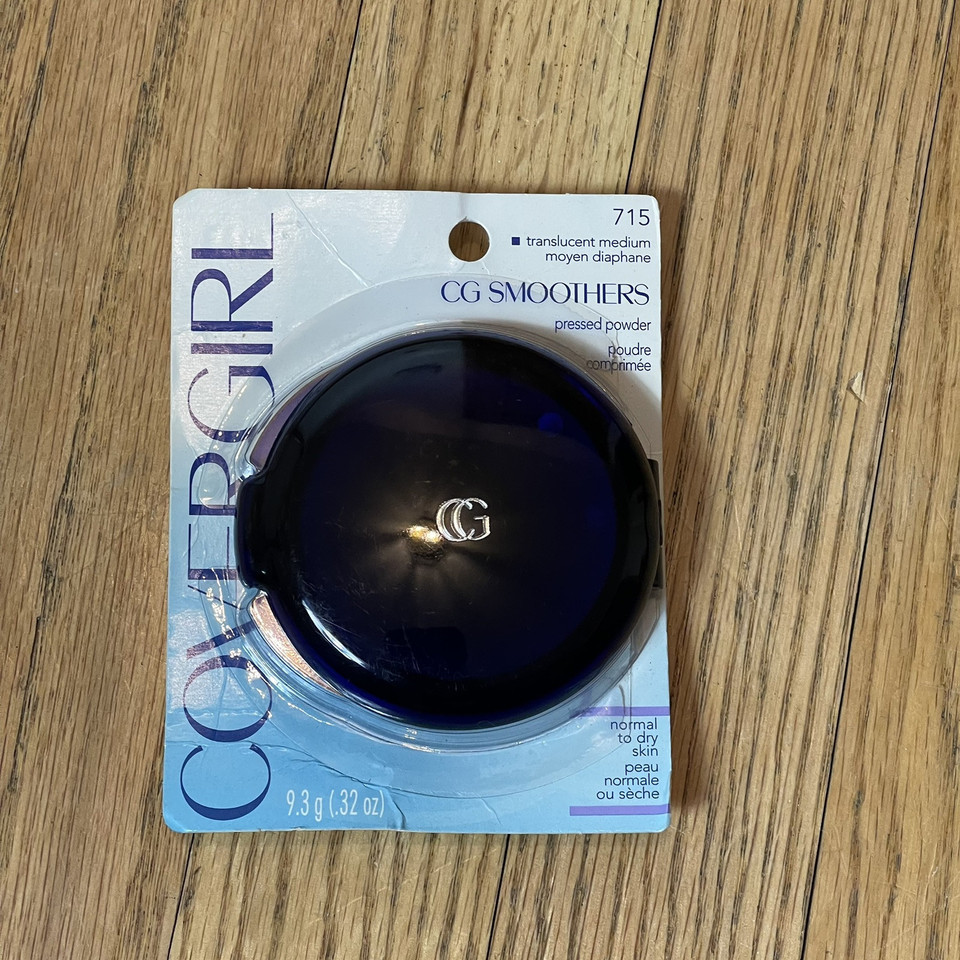 COVERGIRL
715
translucent medium
moyen diaphane
CG SMOOTHERS
pressed powder
poudre
comprimée
CG
normal
to dry
skin
peau
normale
ou sèche
9.3 g (.32 oz)